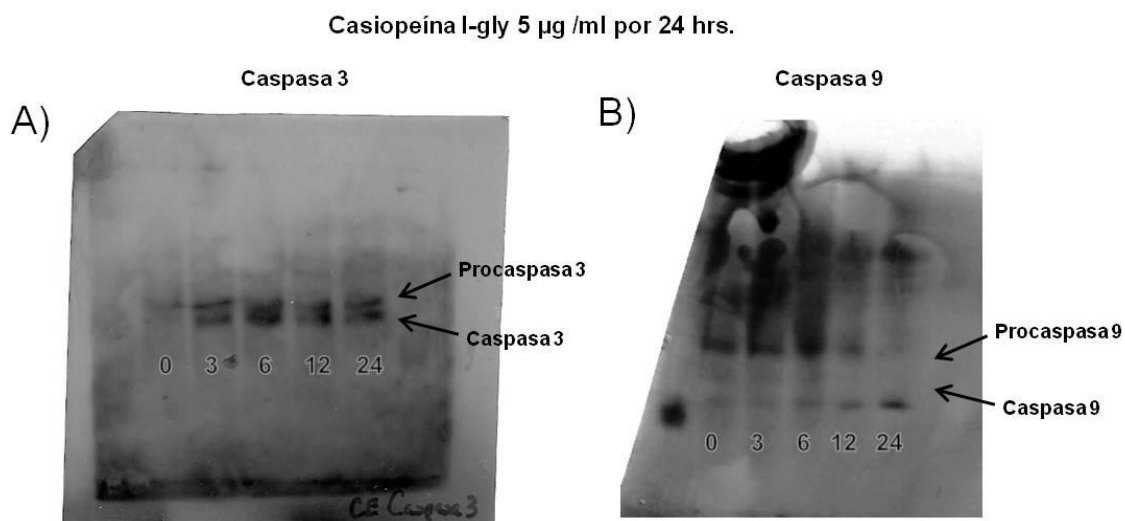 Casiopeína I-gly 5 µg /ml por 24 hrs.
Caspasa 3
A)
Procaspasa 3
Caspasa 3
0 3 6 12 24
CE Caspasa 3
Caspasa 9
B)
Procaspasa 9
Caspasa 9
0 3 6 12 24